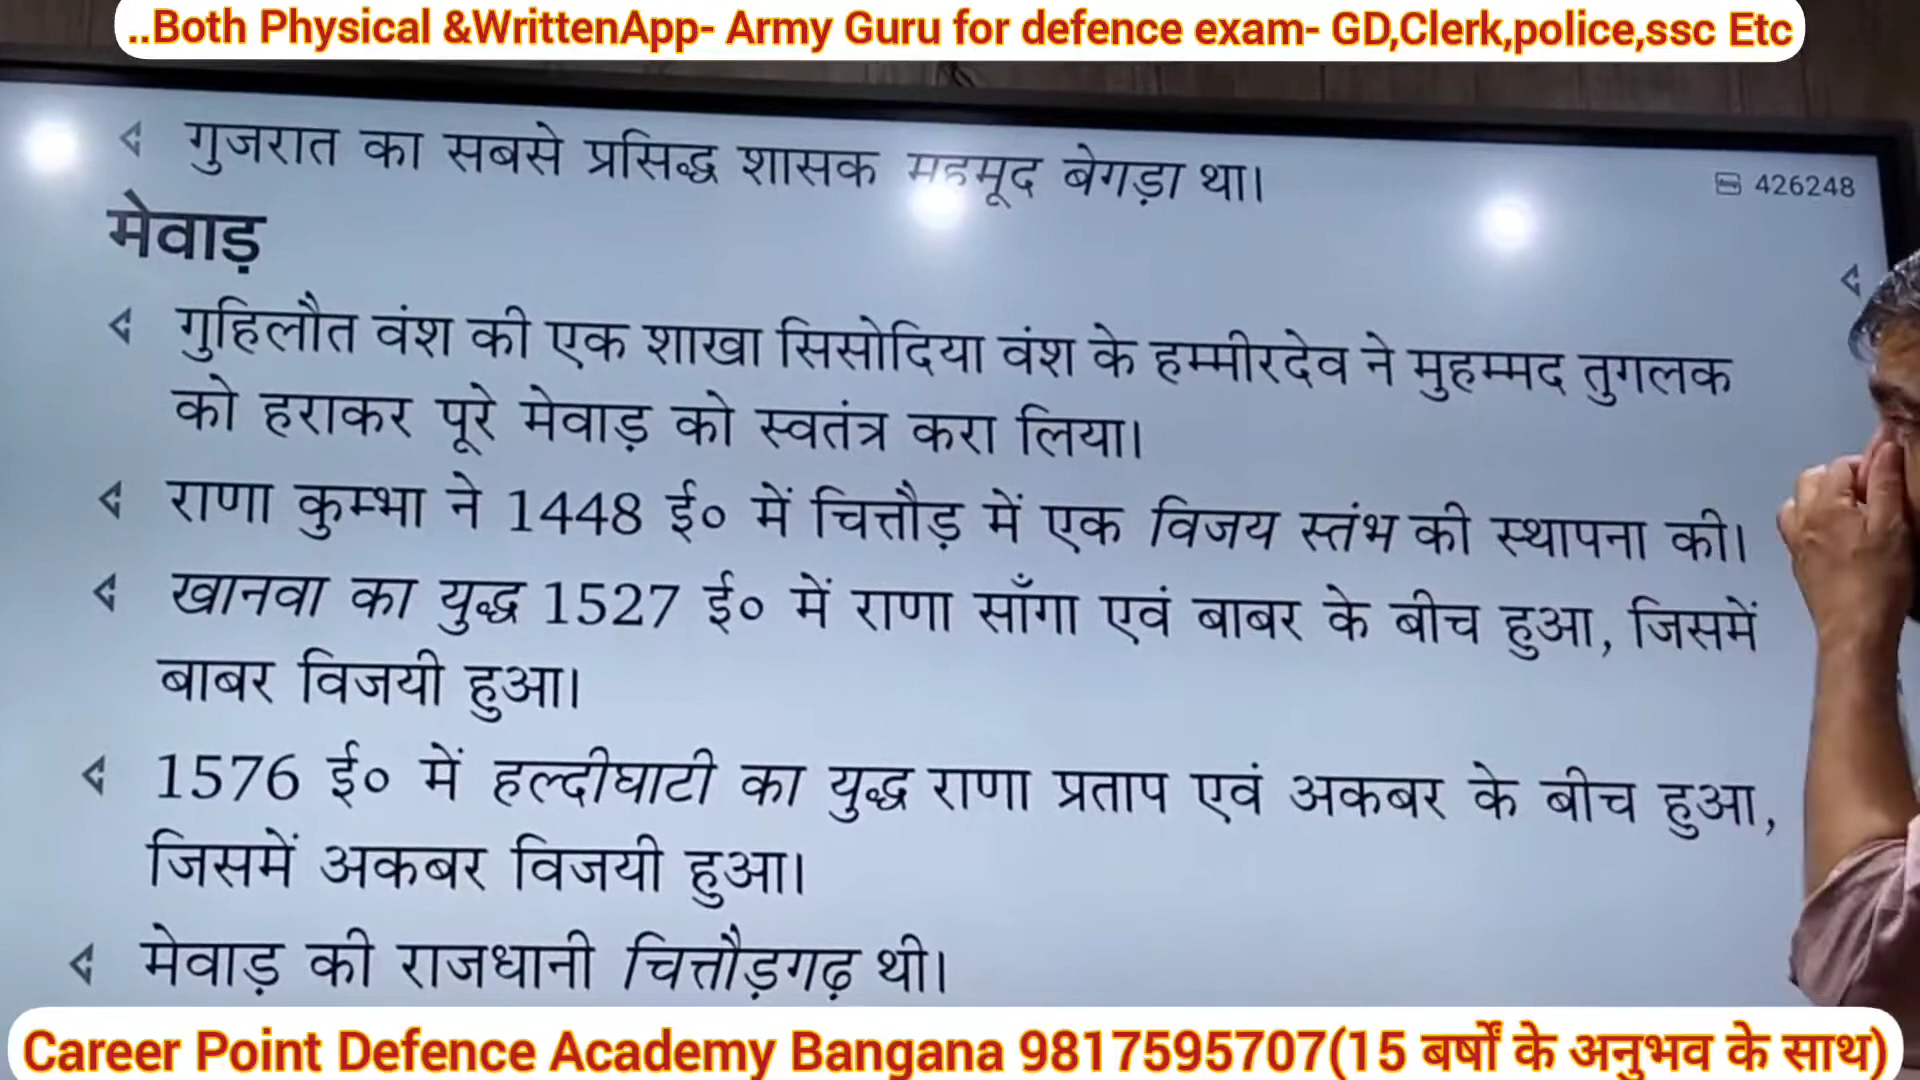 ..Both Physical &WrittenApp- Army Guru for defence exam- GD,Clerk,police,ssc Etc
गुजरात का सबसे प्रसिद्ध शासक महमूद बेगड़ा था।
426248
मेवाड़
गुहिलौत वंश की एक शाखा सिसोदिया वंश के हम्मीरदेव ने मुहम्मद तुगलक
को हराकर पूरे मेवाड़ को स्वतंत्र करा लिया।
राणा कुम्भा ने 1448 ई० में चित्तौड़ में एक विजय स्तंभ की स्थापना की।
खानवा का युद्ध 1527 ई० में राणा साँगा एवं बाबर के बीच हुआ, जिसमें
बाबर विजयी हुआ।
1576 ई० में हल्दीघाटी का युद्ध राणा प्रताप एवं अकबर के बीच हुआ,
जिसमें अकबर विजयी हुआ।
मेवाड़ की राजधानी चित्तौड़गढ़ थी।
Career Point Defence Academy Bangana 9817595707(15 बर्षों के अनुभव के साथ)